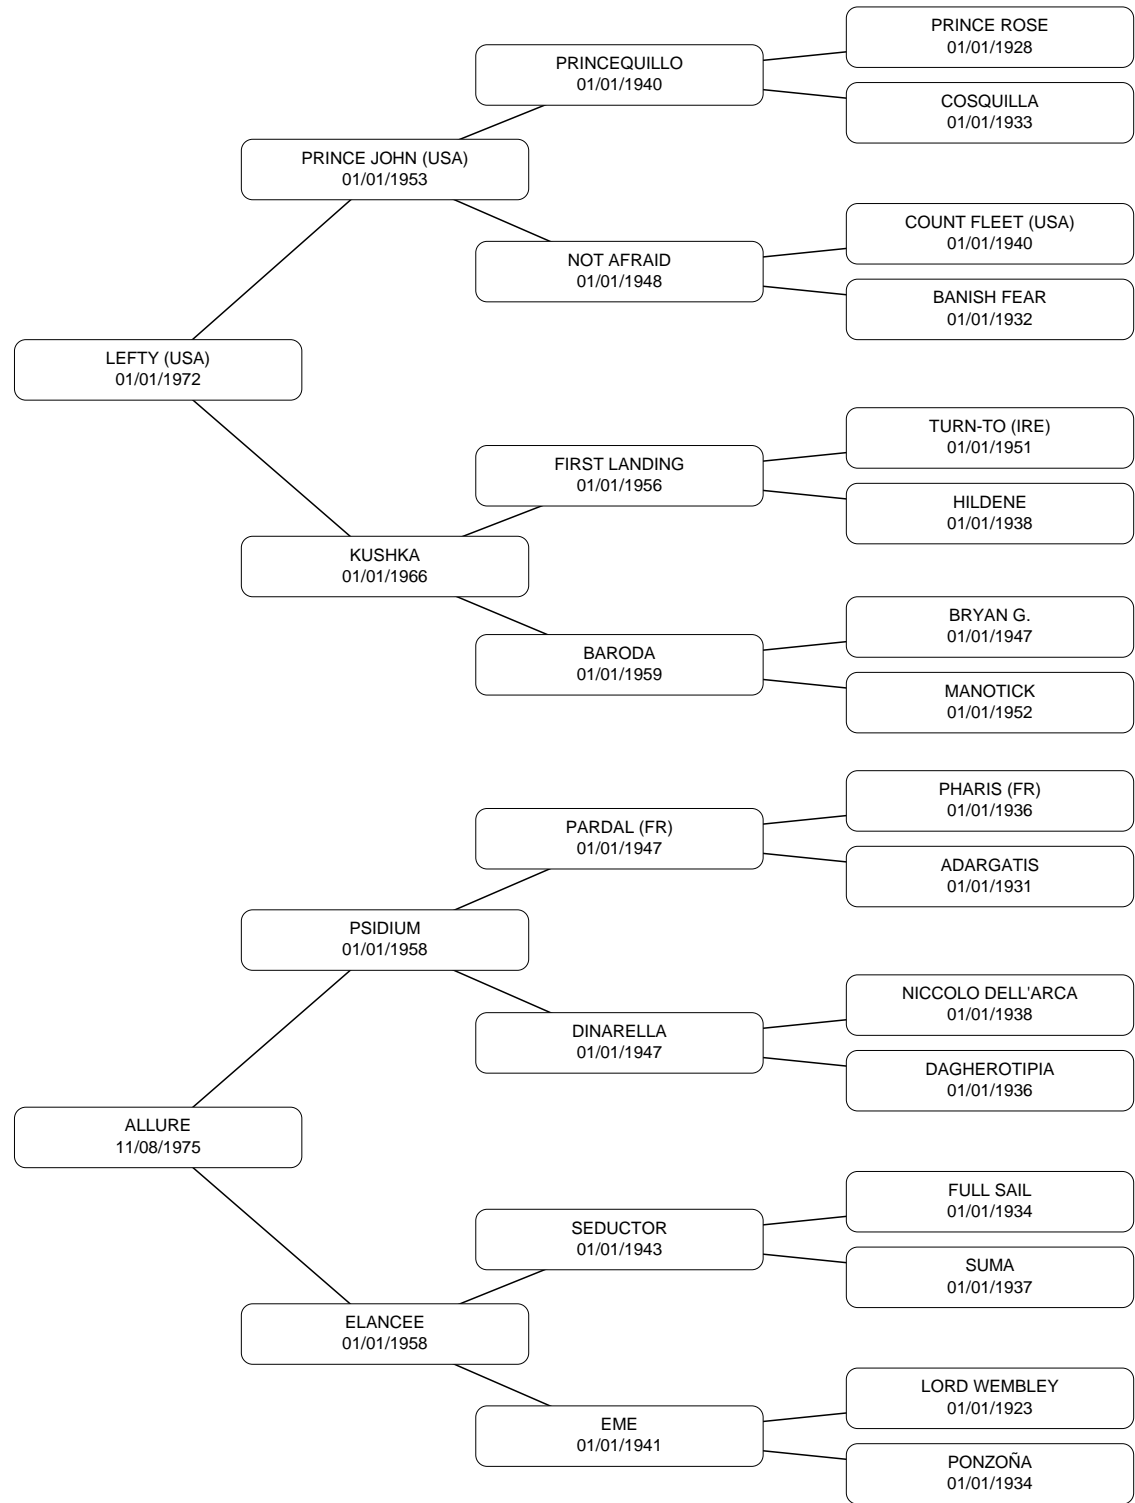 PRINCE ROSE
01/01/1928
PRINCEQUILLO
01/01/1940
COSQUILLA
01/01/1933
PRINCE JOHN (USA)
01/01/1953
COUNT FLEET (USA)
01/01/1940
NOT AFRAID
01/01/1948
BANISH FEAR
01/01/1932
LEFTY (USA)
01/01/1972
TURN-TO (IRE)
01/01/1951
FIRST LANDING
01/01/1956
HILDENE
01/01/1938
KUSHKA
01/01/1966
BRYAN G.
01/01/1947
BARODA
01/01/1959
MANOTICK
01/01/1952
PHARIS (FR)
01/01/1936
PARDAL (FR)
01/01/1947
ADARGATIS
01/01/1931
PSIDIUM
01/01/1958
NICCOLO DELL'ARCA
01/01/1938
DINARELLA
01/01/1947
DAGHEROTIPIA
01/01/1936
ALLURE
11/08/1975
FULL SAIL
01/01/1934
SEDUCTOR
01/01/1943
SUMA
01/01/1937
ELANCEE
01/01/1958
LORD WEMBLEY
01/01/1923
EME
01/01/1941
PONZOÑA
01/01/1934